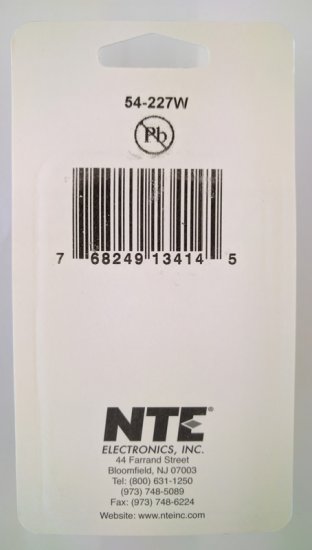 54-227W
Pb
7 68249 13414 5
NTE®
ELECTRONICS, INC.
44 Farrand Street
Bloomfield, NJ 07003
Tel: (800) 631-1250
(973) 748-5089
Fax: (973) 748-6224
Website: www.nteinc.com